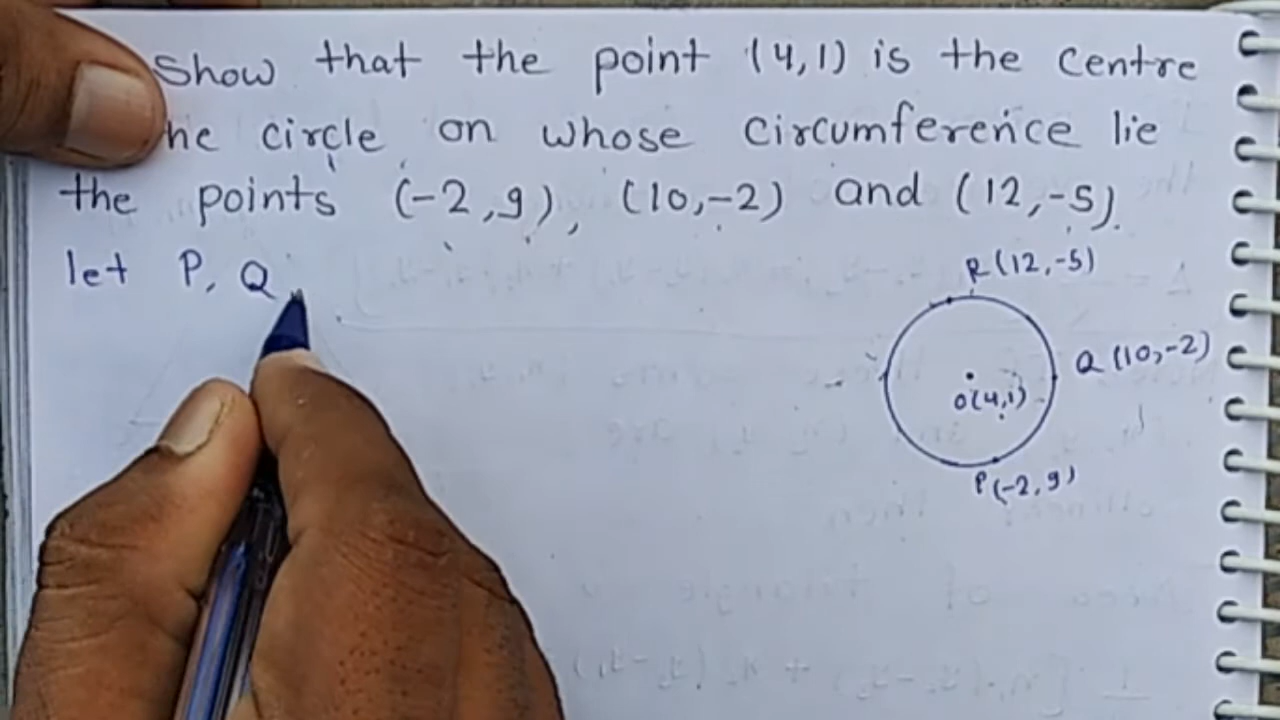 Show that the point (4,1) is the centre
he circle on whose circumference lie
the points (-2,9), (10,-2) and (12,-5).
let P, Q
R(12,-5)
Q(10,-2)
O(4,1)
P(-2,9)